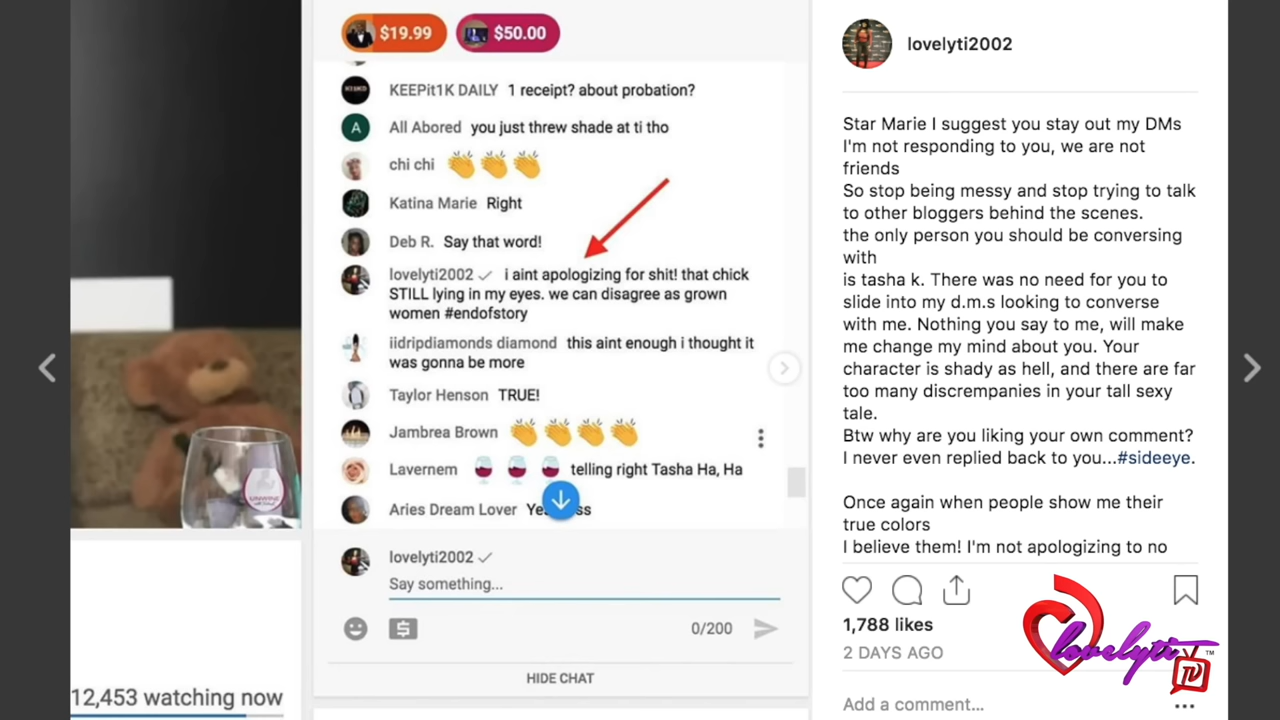 $19.99 $50.00
KEEPit1K DAILY 1 receipt? about probation?
A
All Abored you just threw shade at ti tho
chi chi
Katina Marie Right
Deb R. Say that word!
lovelyti2002 i aint apologizing for shit! that chick
STILL lying in my eyes. we can disagree as grown
women #endofstory
iidripdiamonds diamond this aint enough i thought it
was gonna be more
Taylor Henson TRUE!
Jambrea Brown
Lavernem telling right Tasha Ha, Ha
Aries Dream Lover
lovelyti2002
Say something...
0/200
HIDE CHAT
UNWINE
12,453 watching now
lovelyti2002
Star Marie I suggest you stay out my DMs
I'm not responding to you, we are not
friends
So stop being messy and stop trying to talk
to other bloggers behind the scenes.
the only person you should be conversing
with
is tasha k. There was no need for you to
slide into my d.m.s looking to converse
with me. Nothing you say to me, will make
me change my mind about you. Your
character is shady as hell, and there are far
too many discrempanies in your tall sexy
tale.
Btw why are you liking your own comment?
I never even replied back to you...#sideeye.
Once again when people show me their
true colors
I believe them! I'm not apologizing to no
1,788 likes
2 DAYS AGO
Add a comment...
lovelyti TV ™